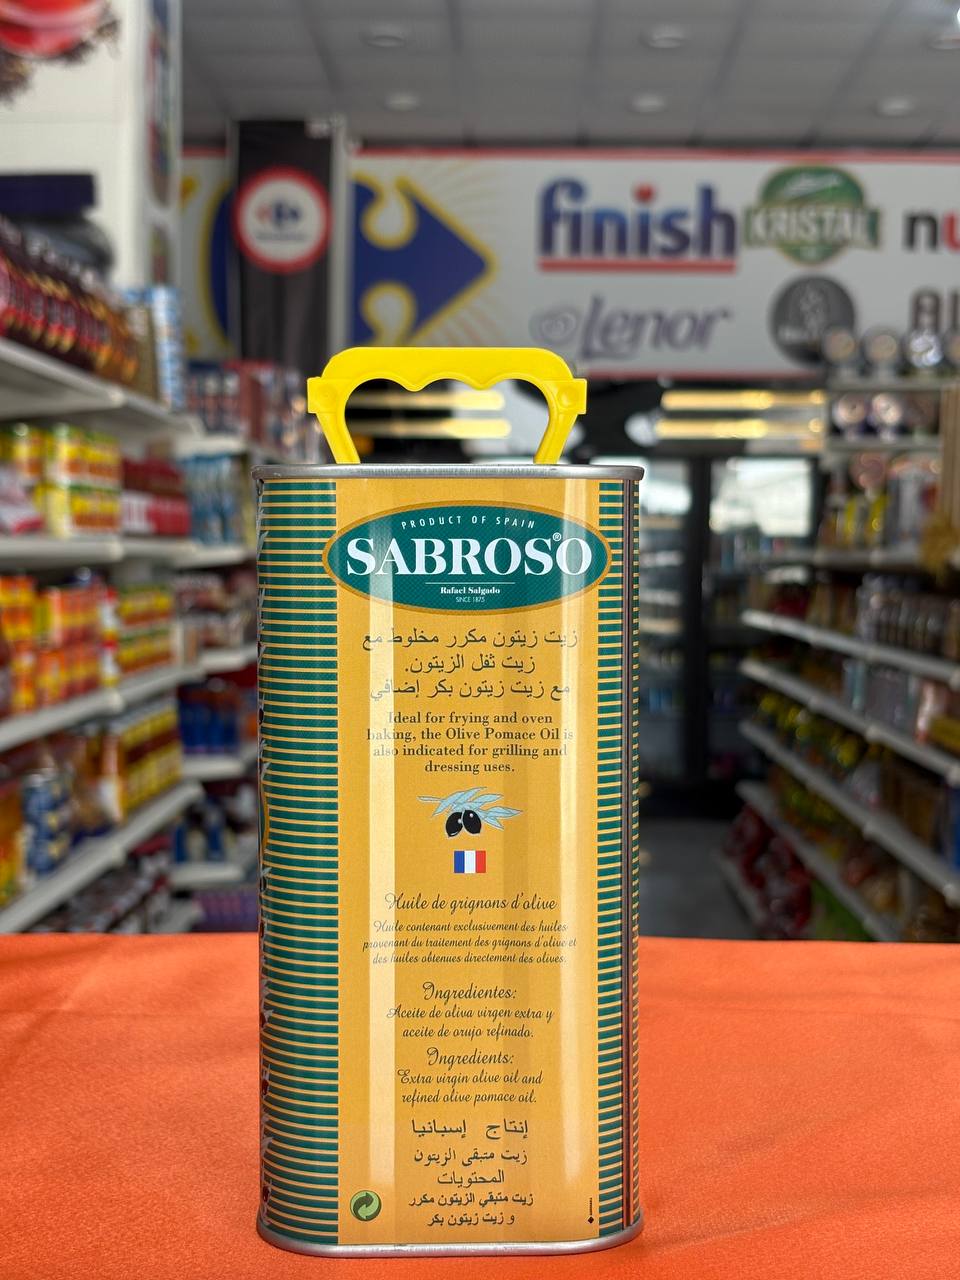 finish
KRISTAL
Lenor
PRODUCT OF SPAIN
SABROSO®
Rafael Salgado
SINCE 1875
زيت زيتون مكرر مخلوط مع
زيت ثفل الزيتون.
مع زيت زيتون بكر إضافي
Ideal for frying and oven
baking, the Olive Pomace Oil is
also indicated for grilling and
dressing uses.
Huile de grignons d'olive
Huile contenant exclusivement des huiles
provenant du traitement des grignons d'olive et
des huiles obtenues directement des olives.
Ingredientes:
Aceite de oliva virgen extra y
aceite de orujo refinado.
Ingredients:
Extra virgin olive oil and
refined olive pomace oil.
إنتاج إسبانيا
زيت متبقى الزيتون
المحتويات
زيت متبقي الزيتون مكرر
و زيت زيتون بكر